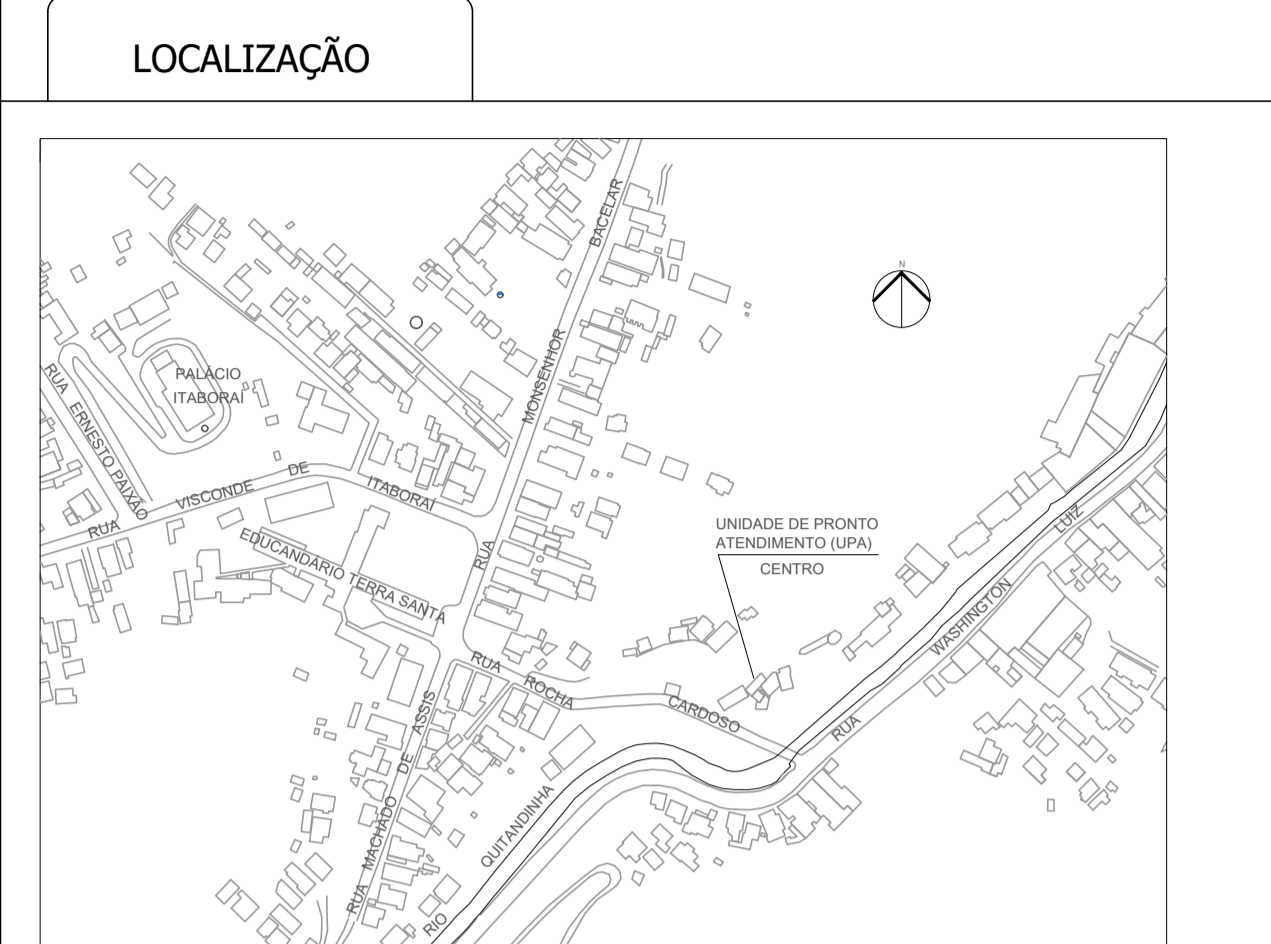 LOCALIZAÇÃO
N
RUA MONSENHOR BACELAR
PALÁCIO
ITABORAÍ
RUA ERNESTO PAIXÃO
RUA VISCONDE DE ITABORAÍ
EDUCANDARIO TERRA SANTA
UNIDADE DE PRONTO
ATENDIMENTO (UPA)
CENTRO
RUA WASHINGTON LUIZ
RUA ROCHA CARDOSO
RUA MACHADO DE ASSIS
RIO QUITANDINHA